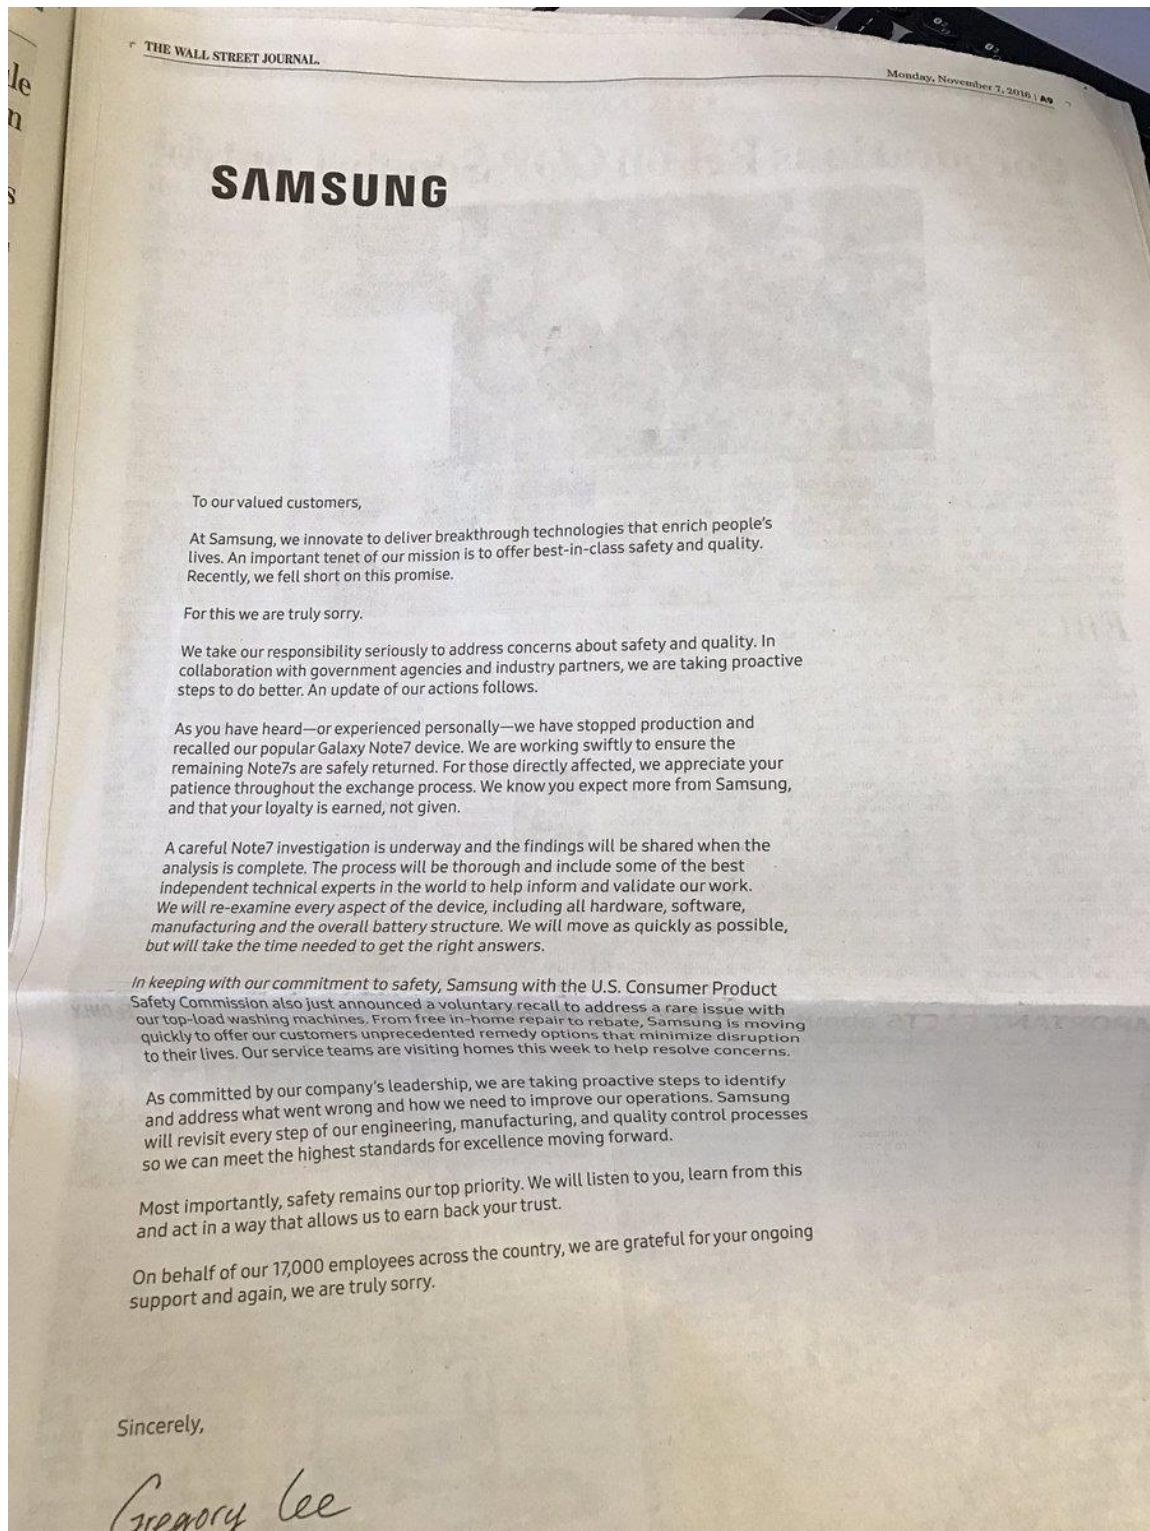 le
n
s
THE WALL STREET JOURNAL.
Monday, November 7, 2016 | A9
SAMSUNG
To our valued customers,
At Samsung, we innovate to deliver breakthrough technologies that enrich people's
lives. An important tenet of our mission is to offer best-in-class safety and quality.
Recently, we fell short on this promise.
For this we are truly sorry.
We take our responsibility seriously to address concerns about safety and quality. In
collaboration with government agencies and industry partners, we are taking proactive
steps to do better. An update of our actions follows.
As you have heard—or experienced personally—we have stopped production and
recalled our popular Galaxy Note7 device. We are working swiftly to ensure the
remaining Note7s are safely returned. For those directly affected, we appreciate your
patience throughout the exchange process. We know you expect more from Samsung,
and that your loyalty is earned, not given.
A careful Note7 investigation is underway and the findings will be shared when the
analysis is complete. The process will be thorough and include some of the best
independent technical experts in the world to help inform and validate our work.
We will re-examine every aspect of the device, including all hardware, software,
manufacturing and the overall battery structure. We will move as quickly as possible,
but will take the time needed to get the right answers.
In keeping with our commitment to safety, Samsung with the U.S. Consumer Product
Safety Commission also just announced a voluntary recall to address a rare issue with
our top-load washing machines. From free in-home repair to rebate, Samsung is moving
quickly to offer our customers unprecedented remedy options that minimize disruption
to their lives. Our service teams are visiting homes this week to help resolve concerns.
As committed by our company's leadership, we are taking proactive steps to identify
and address what went wrong and how we need to improve our operations. Samsung
will revisit every step of our engineering, manufacturing, and quality control processes
so we can meet the highest standards for excellence moving forward.
Most importantly, safety remains our top priority. We will listen to you, learn from this
and act in a way that allows us to earn back your trust.
On behalf of our 17,000 employees across the country, we are grateful for your ongoing
support and again, we are truly sorry.
Sincerely,
Gregory Lee